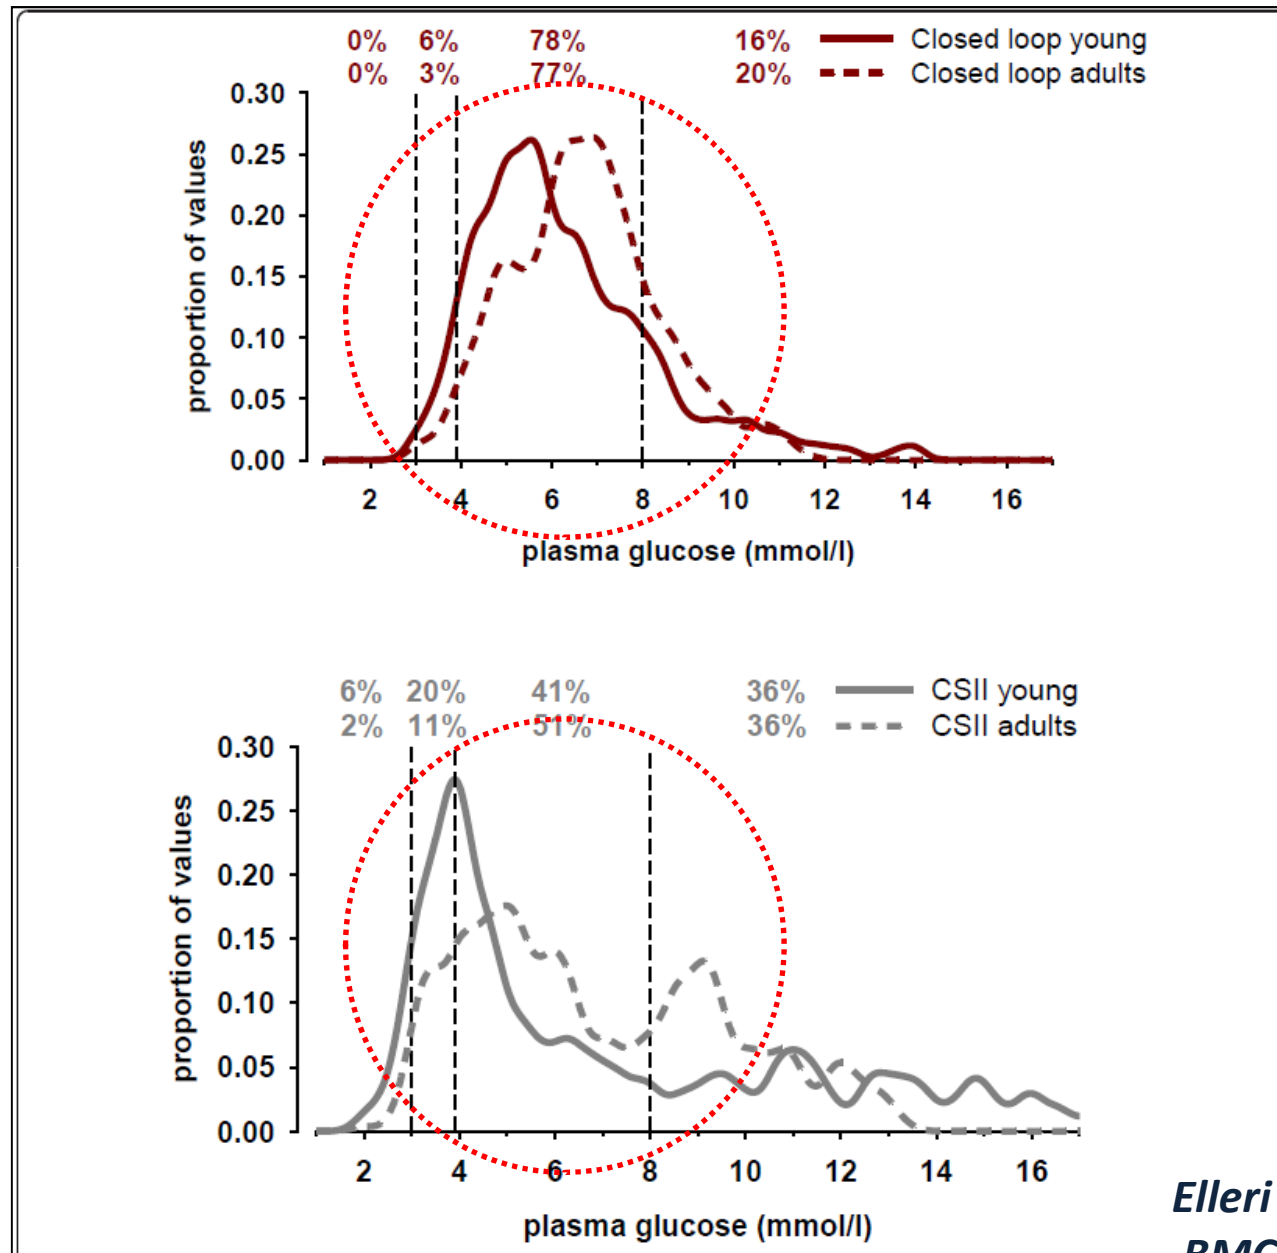 0% 6% 78% 16% Closed loop young
0% 3% 77% 20% Closed loop adults
0.30
0.25
0.20
0.15
0.10
0.05
0.00
proportion of values
2 4 6 8 10 12 14 16
plasma glucose (mmol/l)
6% 20% 41% 36% CSII young
2% 11% 51% 36% CSII adults
0.30
0.25
0.20
0.15
0.10
0.05
0.00
proportion of values
2 4 6 8 10 12 14 16
plasma glucose (mmol/l)
Elleri
BMC